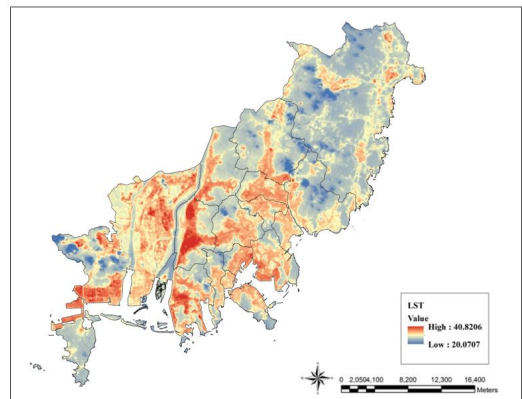 LST
Value
High : 40.8206
Low : 20.0707
0 2,0504,100 8,200 12,300 16,400
Meters